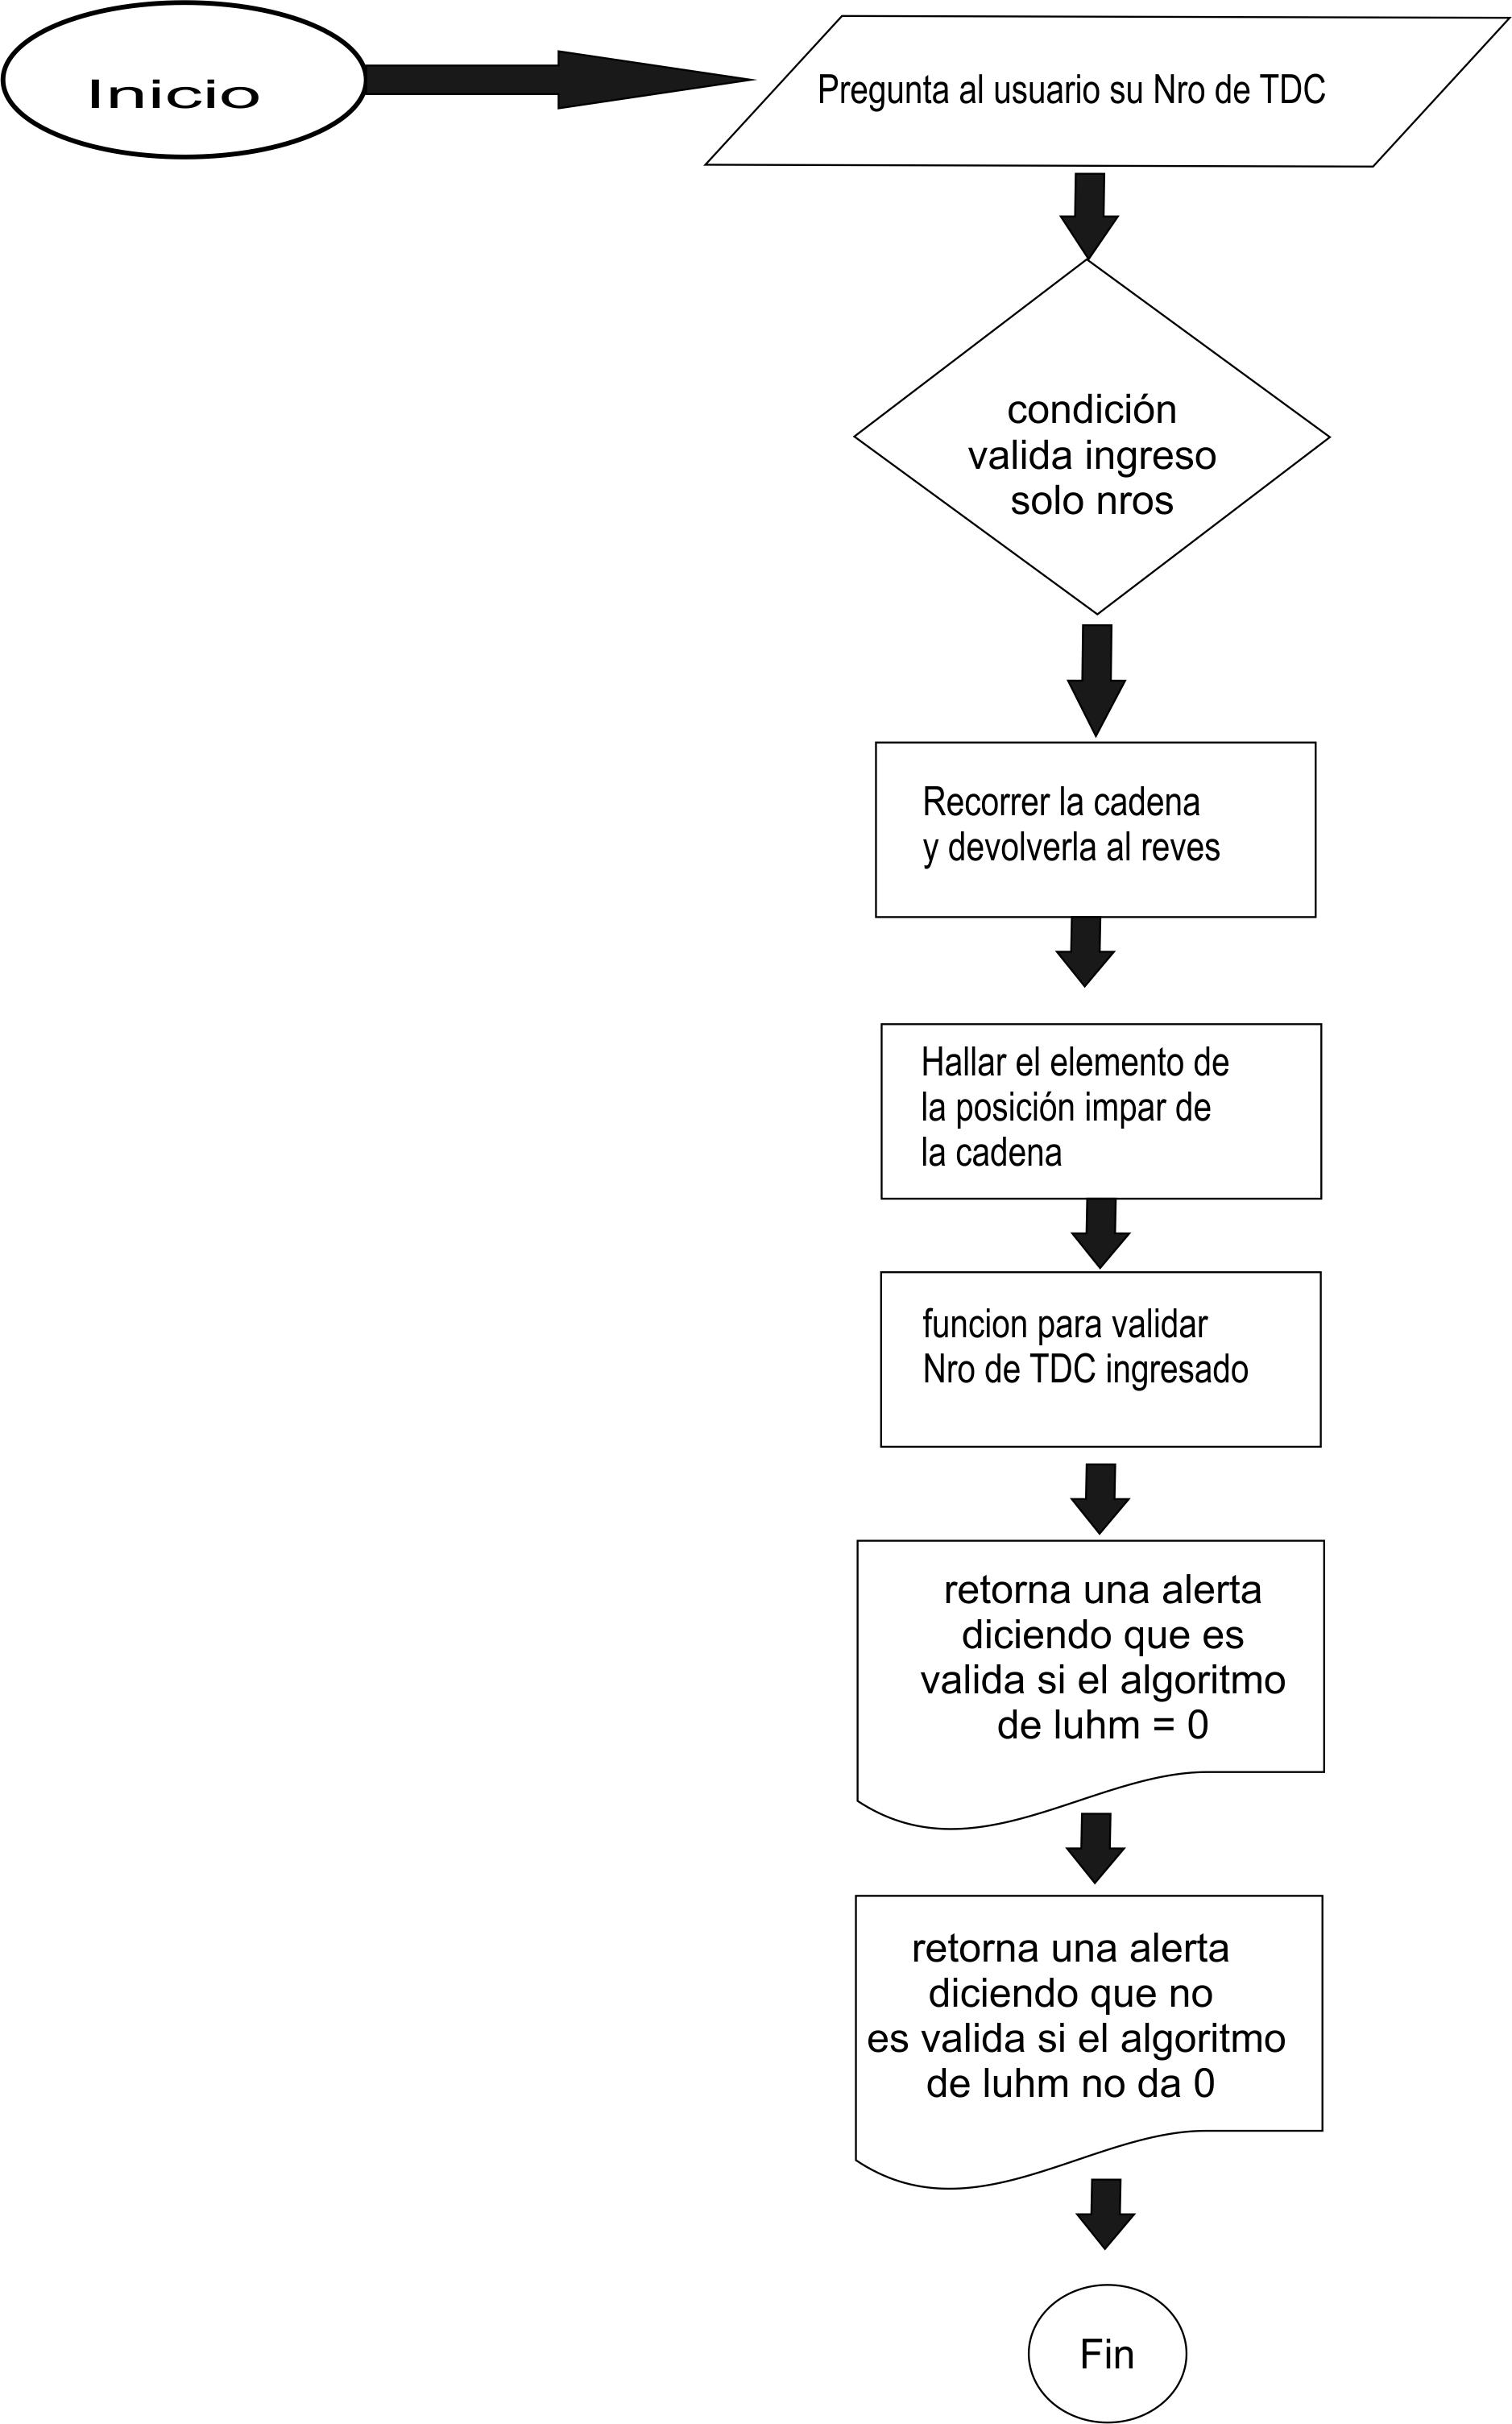 Inicio
Pregunta al usuario su Nro de TDC
condición
valida ingreso
solo nros
Recorrer la cadena
y devolverla al reves
Hallar el elemento de
la posición impar de
la cadena
funcion para validar
Nro de TDC ingresado
retorna una alerta
diciendo que es
valida si el algoritmo
de luhm = 0
retorna una alerta
diciendo que no
es valida si el algoritmo
de luhm no da 0
Fin